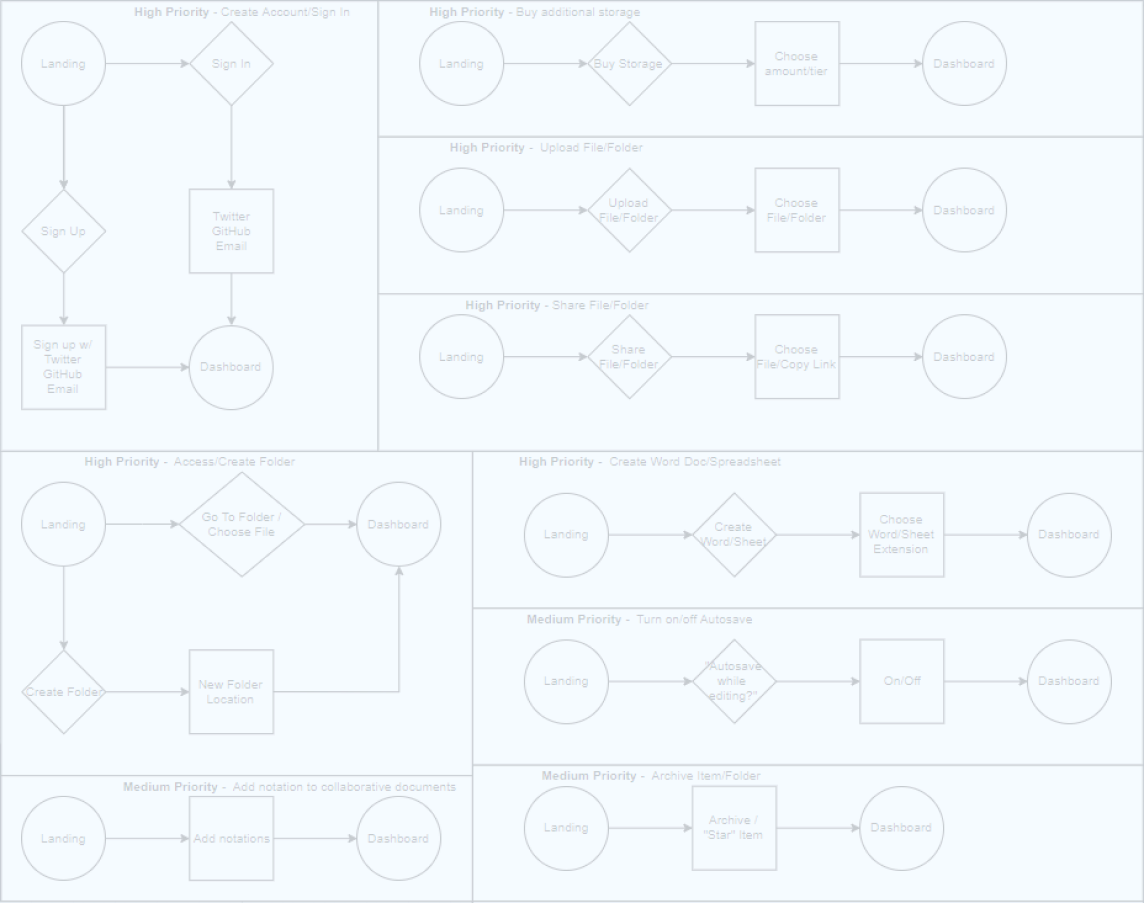 High Priority - Create Account/Sign In
Landing
Sign In
Sign Up
Twitter
GitHub
Email
Sign up w/
Twitter
GitHub
Email
Dashboard
High Priority - Buy additional storage
Landing
Buy Storage
Choose
amount/tier
Dashboard
High Priority - Upload File/Folder
Landing
Upload
File/Folder
Choose
File/Folder
Dashboard
High Priority - Share File/Folder
Landing
Share
File/Folder
Choose
File/Copy Link
Dashboard
High Priority - Access/Create Folder
Landing
Go To Folder /
Choose File
Dashboard
Create Folder
New Folder
Location
High Priority - Create Word Doc/Spreadsheet
Landing
Create
Word/Sheet
Choose
Word/Sheet
Extension
Dashboard
Medium Priority - Turn on/off Autosave
Landing
"Autosave
while
editing?"
On/Off
Dashboard
Medium Priority - Add notation to collaborative documents
Landing
Add notations
Dashboard
Medium Priority - Archive Item/Folder
Landing
Archive /
"Star" Item
Dashboard